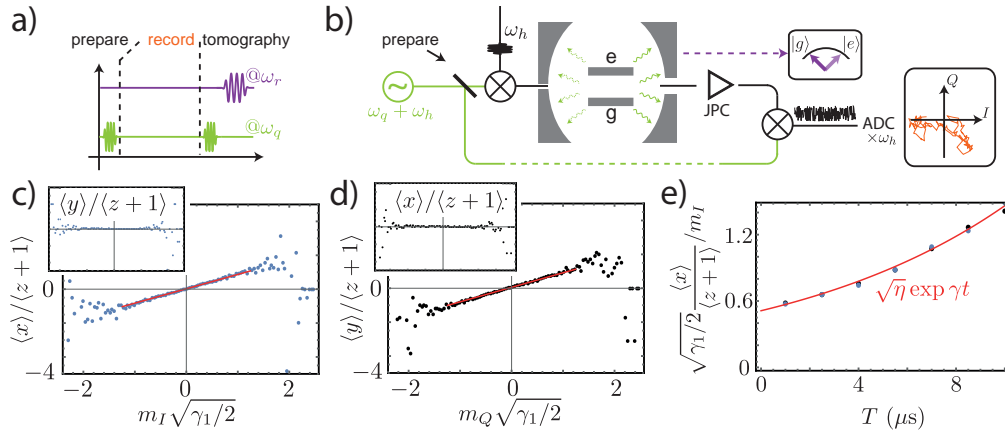 a)
prepare record tomography
@ω_r
@ω_q
b)
prepare
ω_h
ω_q + ω_h
e
g
JPC
|g⟩ |e⟩
ADC
×ω_h
Q
I
c)
⟨y⟩/⟨z + 1⟩
⟨x⟩/⟨z + 1⟩
0
−4
−2 0 2
m_I√(γ_1/2)
d)
⟨x⟩/⟨z + 1⟩
⟨y⟩/⟨z + 1⟩
0
−4
−2 0 2
m_Q√(γ_1/2)
e)
√(γ_1/2) ⟨x⟩/⟨z + 1⟩ /m_I
1.2
0.6
0
√η exp γt
0 4 8
T (μs)